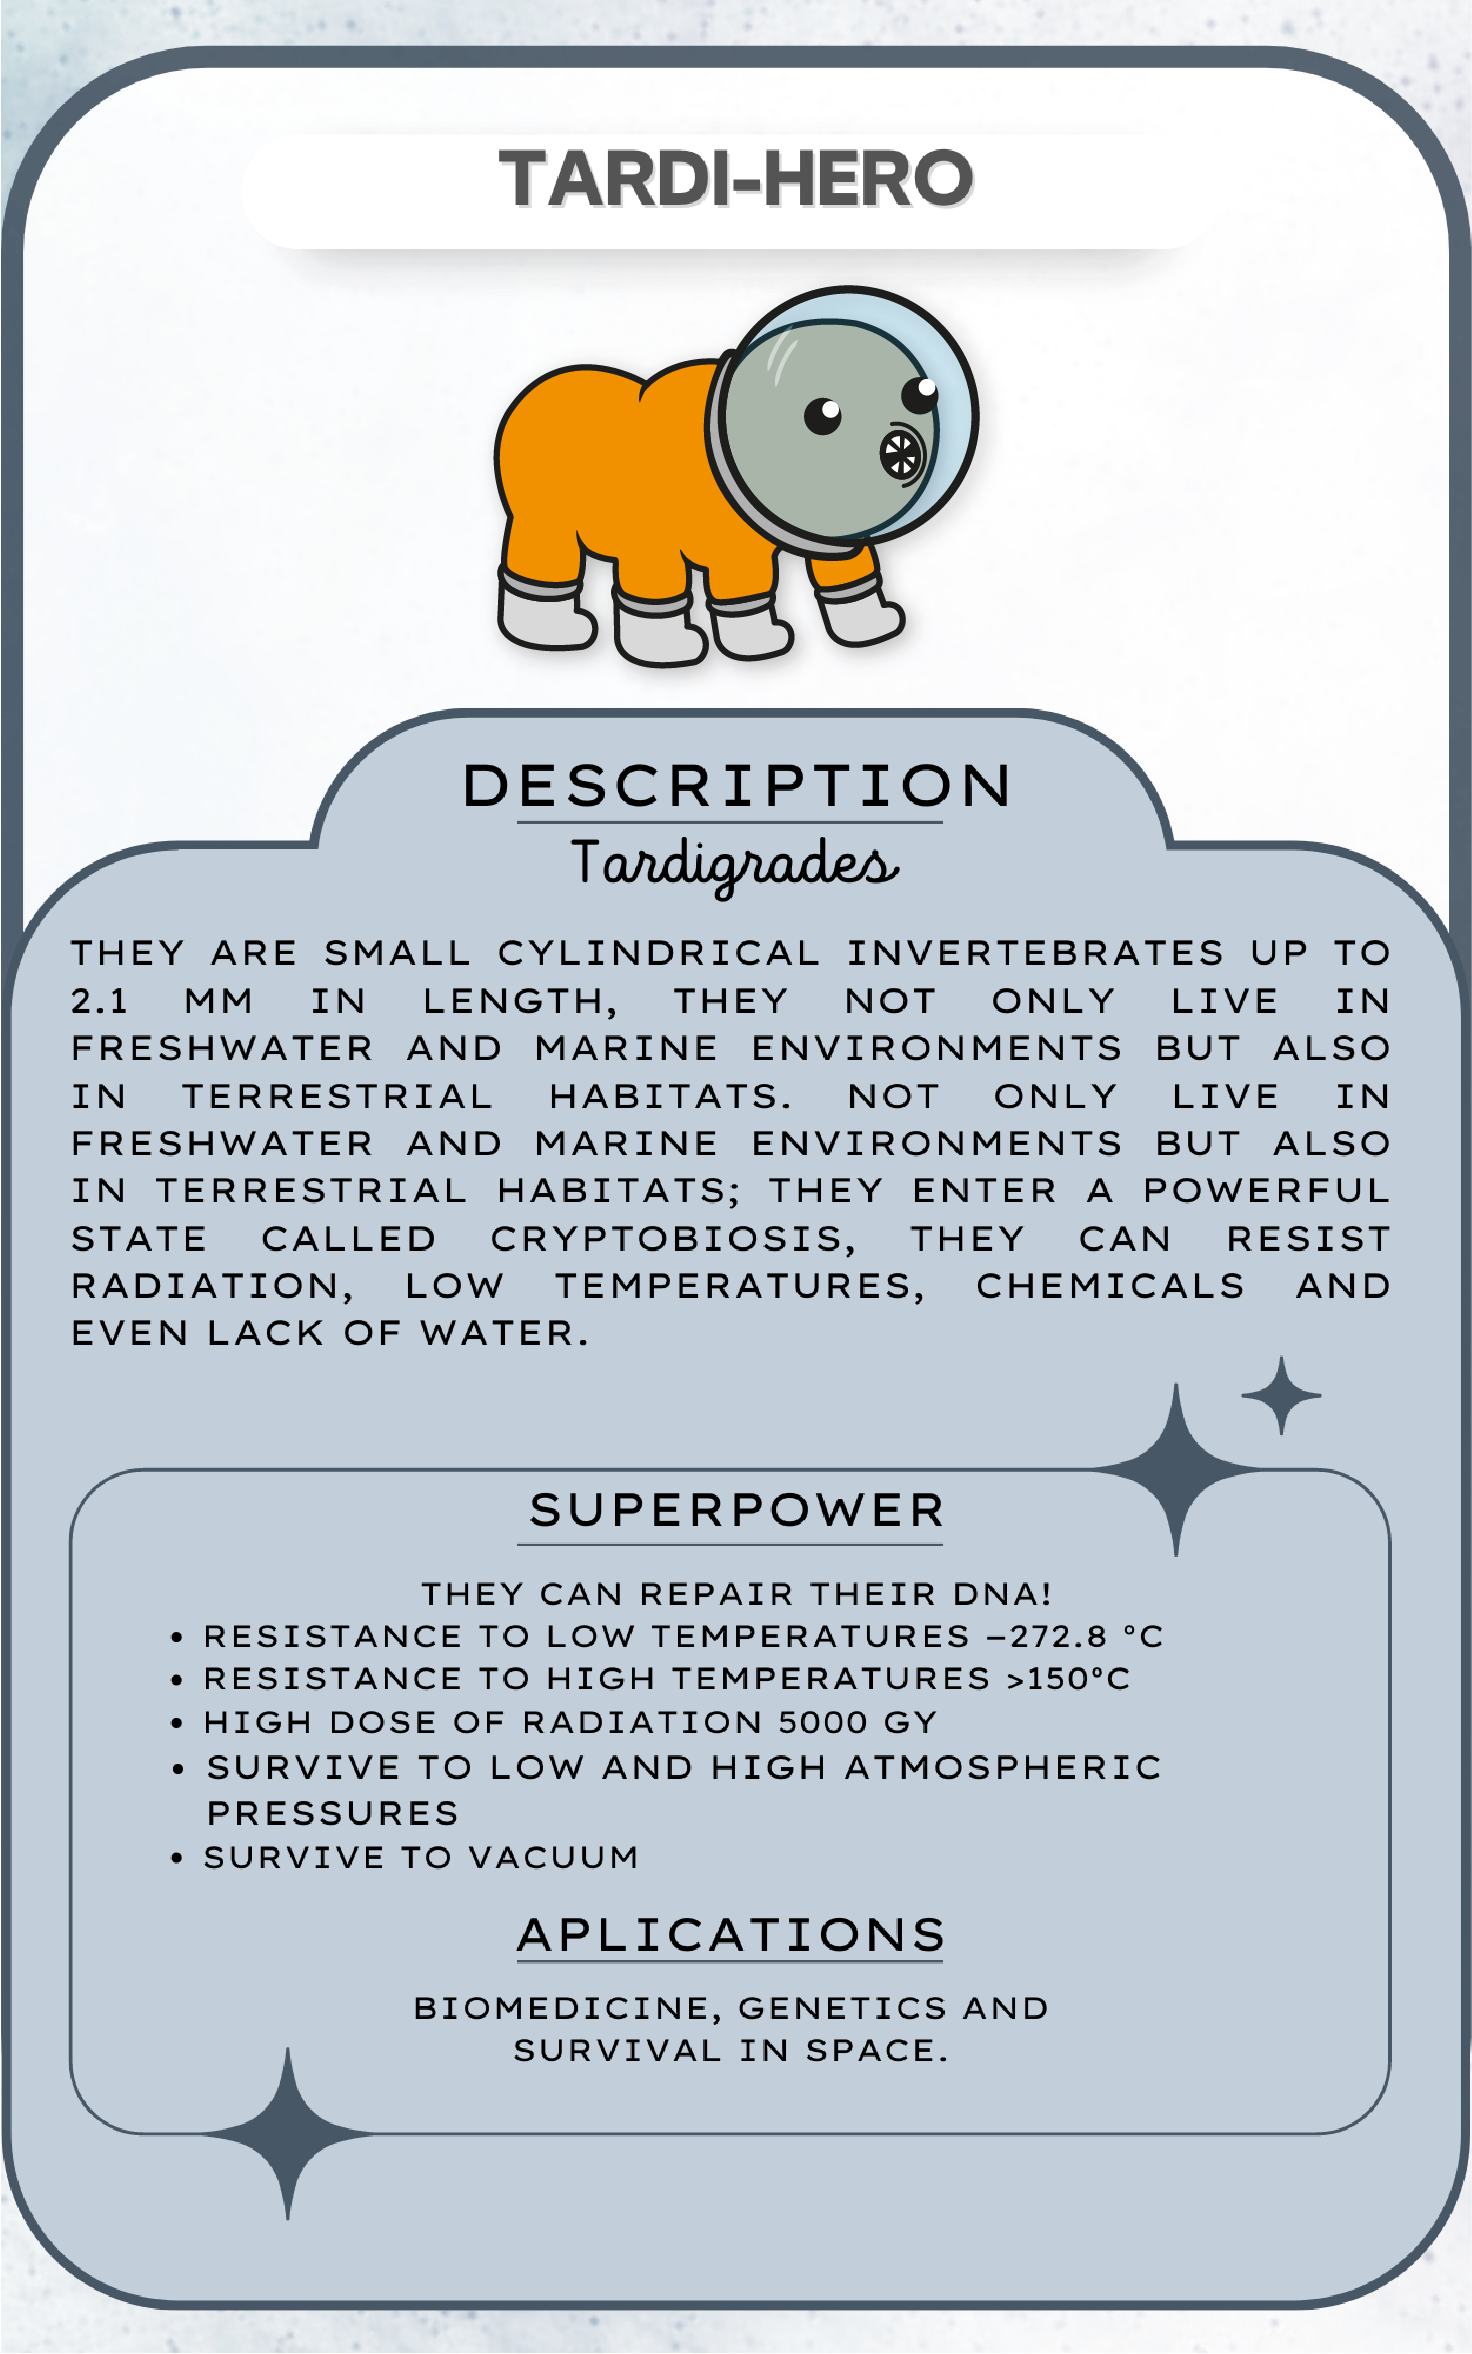 TARDI-HERO
DESCRIPTION
Tardigrades
THEY ARE SMALL CYLINDRICAL INVERTEBRATES UP TO
2.1 MM IN LENGTH, THEY NOT ONLY LIVE IN
FRESHWATER AND MARINE ENVIRONMENTS BUT ALSO
IN TERRESTRIAL HABITATS. NOT ONLY LIVE IN
FRESHWATER AND MARINE ENVIRONMENTS BUT ALSO
IN TERRESTRIAL HABITATS; THEY ENTER A POWERFUL
STATE CALLED CRYPTOBIOSIS, THEY CAN RESIST
RADIATION, LOW TEMPERATURES, CHEMICALS AND
EVEN LACK OF WATER.
SUPERPOWER
THEY CAN REPAIR THEIR DNA!
• RESISTANCE TO LOW TEMPERATURES −272.8 °C
• RESISTANCE TO HIGH TEMPERATURES >150°C
• HIGH DOSE OF RADIATION 5000 GY
• SURVIVE TO LOW AND HIGH ATMOSPHERIC
PRESSURES
• SURVIVE TO VACUUM
APLICATIONS
BIOMEDICINE, GENETICS AND
SURVIVAL IN SPACE.